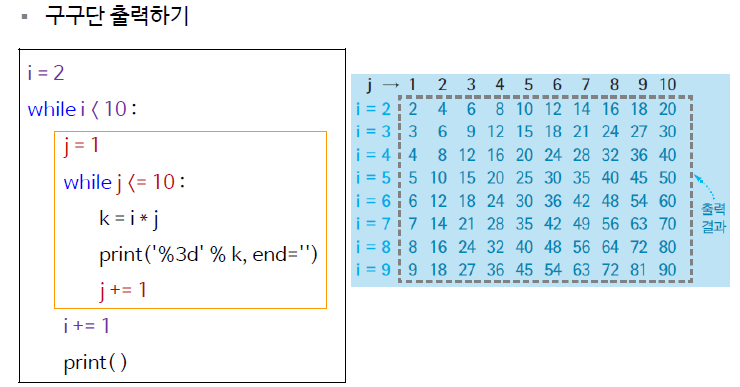 ▪ 구구단 출력하기
i = 2
while i < 10 :
j = 1
while j <= 10 :
k = i * j
print('%3d' % k, end='')
j += 1
i += 1
print( )
j → 1 2 3 4 5 6 7 8 9 10
i = 2 2 4 6 8 10 12 14 16 18 20
i = 3 3 6 9 12 15 18 21 24 27 30
i = 4 4 8 12 16 20 24 28 32 36 40
i = 5 5 10 15 20 25 30 35 40 45 50
i = 6 6 12 18 24 30 36 42 48 54 60
i = 7 7 14 21 28 35 42 49 56 63 70
i = 8 8 16 24 32 40 48 56 64 72 80
i = 9 9 18 27 36 45 54 63 72 81 90
출력
결과